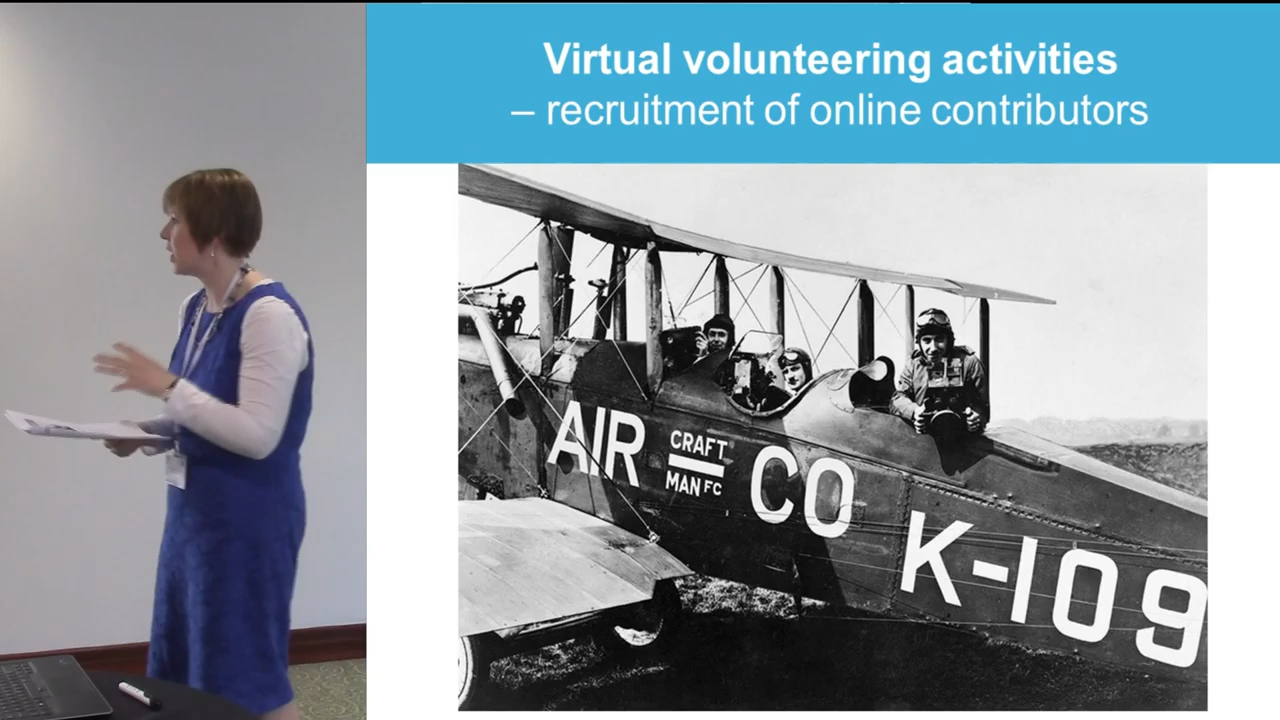 Virtual volunteering activities
– recruitment of online contributors
AIR CRAFT MAN FC CO
K-109